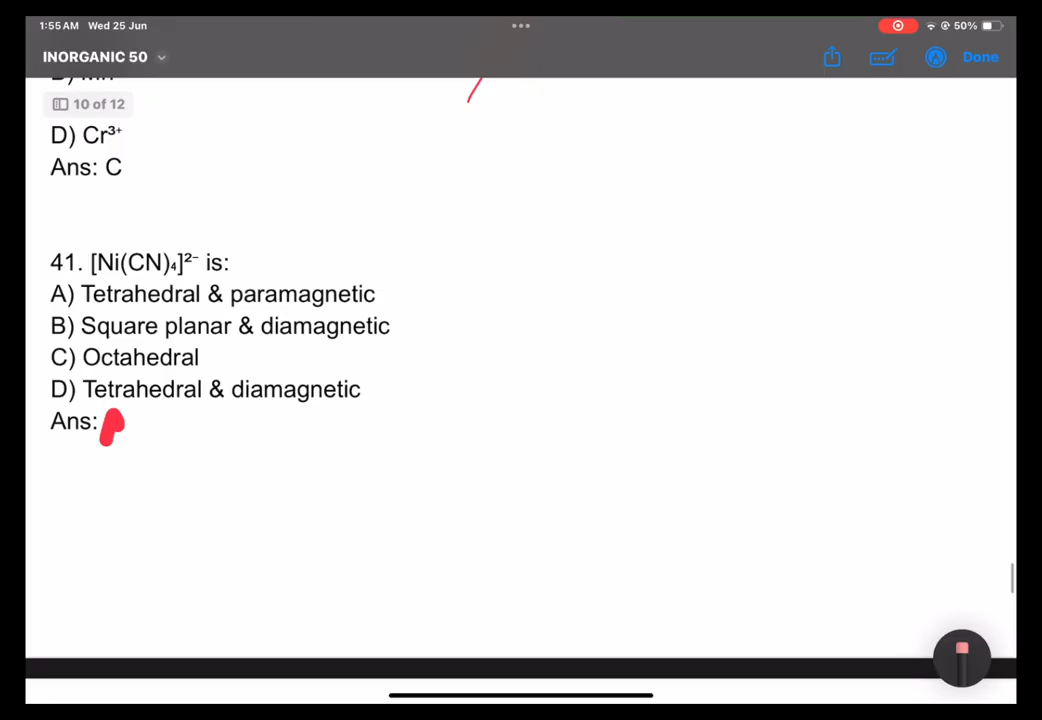 1:55 AM Wed 25 Jun
50%
INORGANIC 50
Done
10 of 12
D) Cr³⁺
Ans: C
41. [Ni(CN)₄]²⁻ is:
A) Tetrahedral & paramagnetic
B) Square planar & diamagnetic
C) Octahedral
D) Tetrahedral & diamagnetic
Ans: